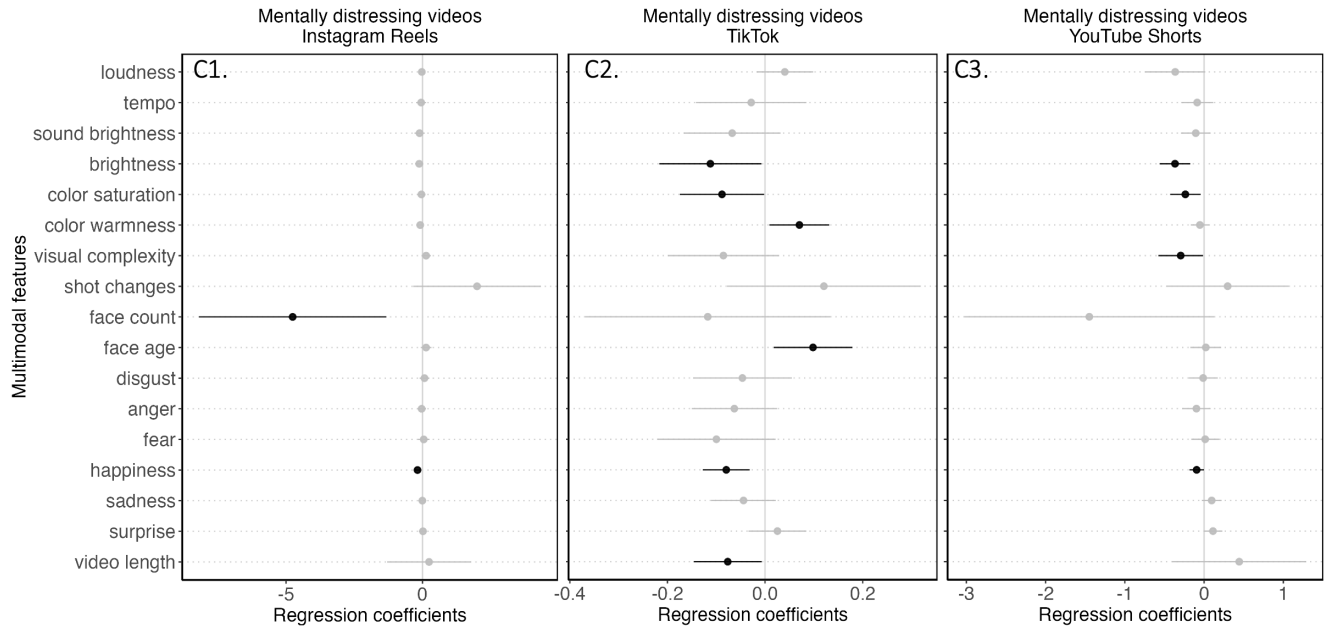 Mentally distressing videos
Instagram Reels
Mentally distressing videos
TikTok
Mentally distressing videos
YouTube Shorts
C1.
C2.
C3.
Multimodal features
loudness
tempo
sound brightness
brightness
color saturation
color warmness
visual complexity
shot changes
face count
face age
disgust
anger
fear
happiness
sadness
surprise
video length
-5 0
-0.4 -0.2 0.0 0.2
-3 -2 -1 0 1
Regression coefficients
Regression coefficients
Regression coefficients